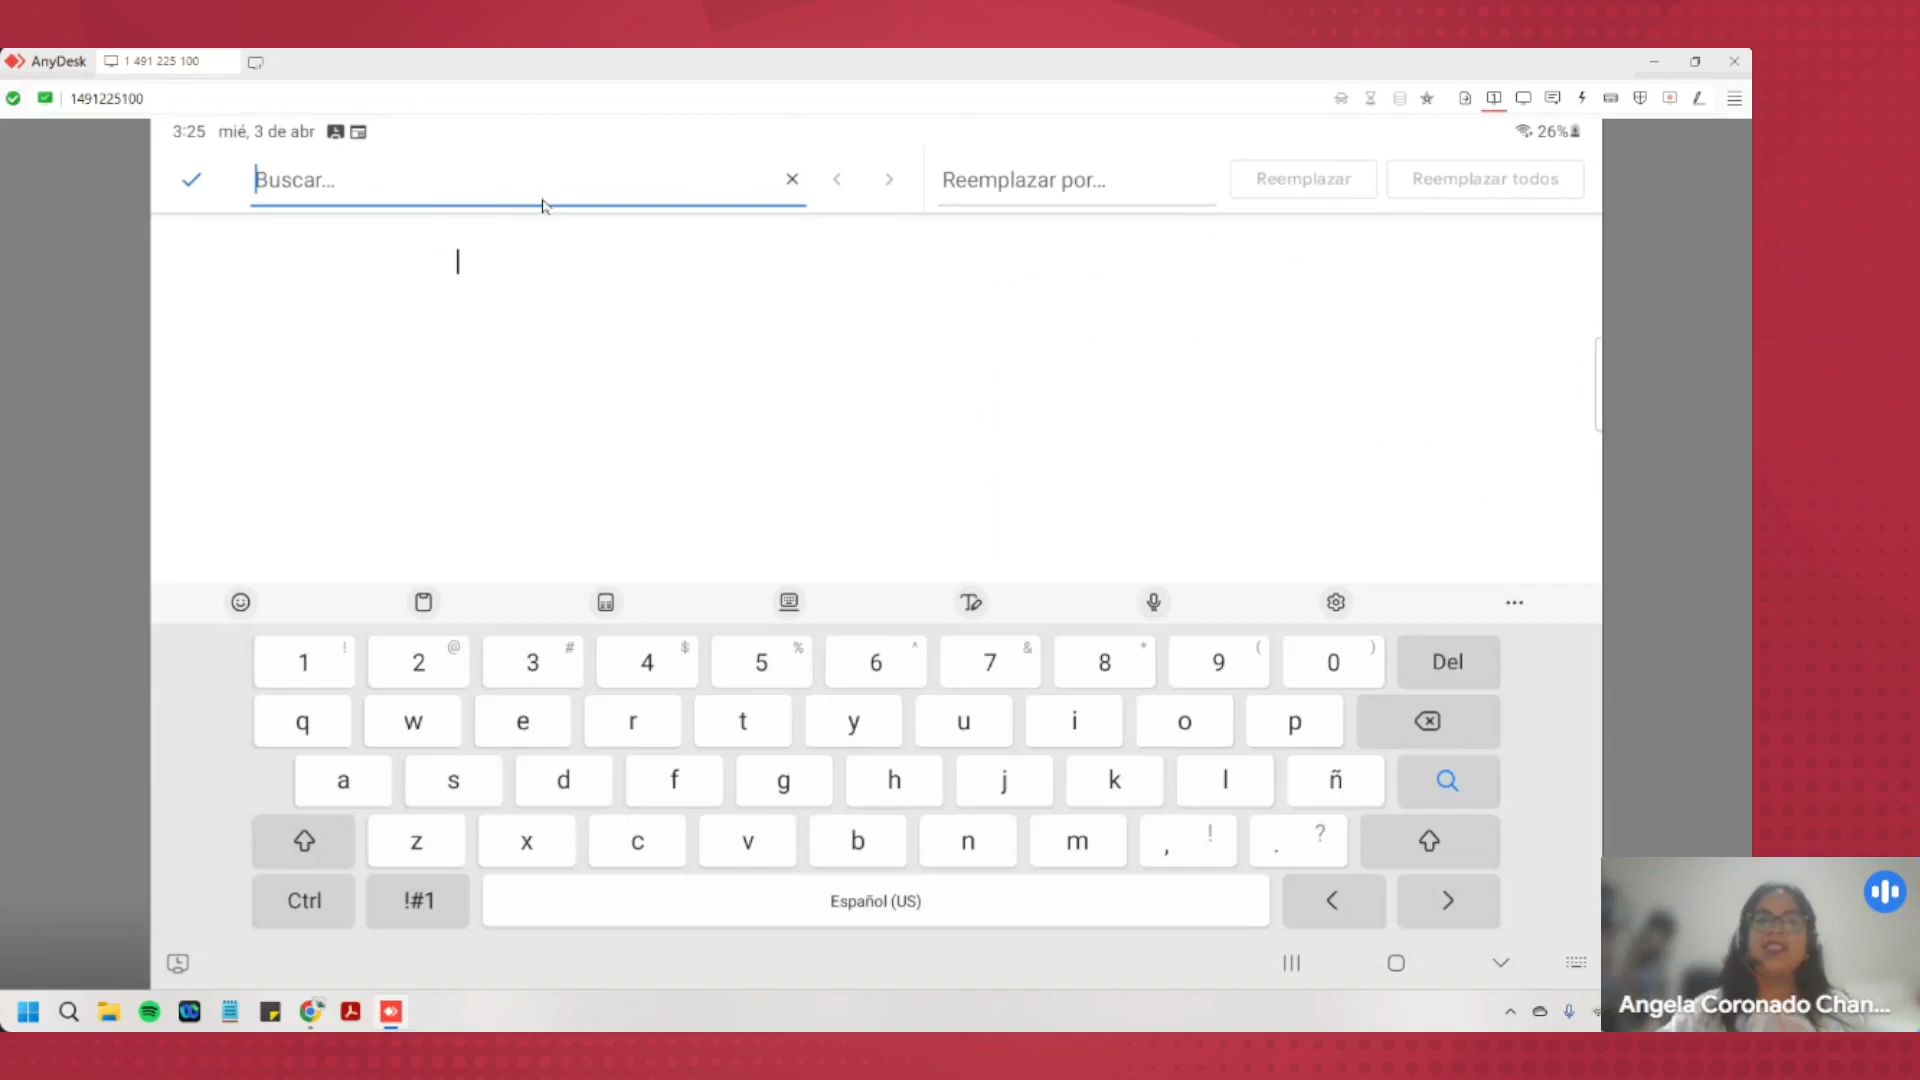 AnyDesk
1 491 225 100
1491225100
3:25 mié, 3 de abr
26%
Buscar...
Reemplazar por...
Reemplazar
Reemplazar todos
1 ! 2 @ 3 # 4 $ 5 % 6 ^ 7 & 8 * 9 ( 0 ) Del
q w e r t y u i o p
a s d f g h j k l ñ
z x c v b n m , ! . ?
Ctrl !#1 Español (US) < >
Angela Coronado Chan...